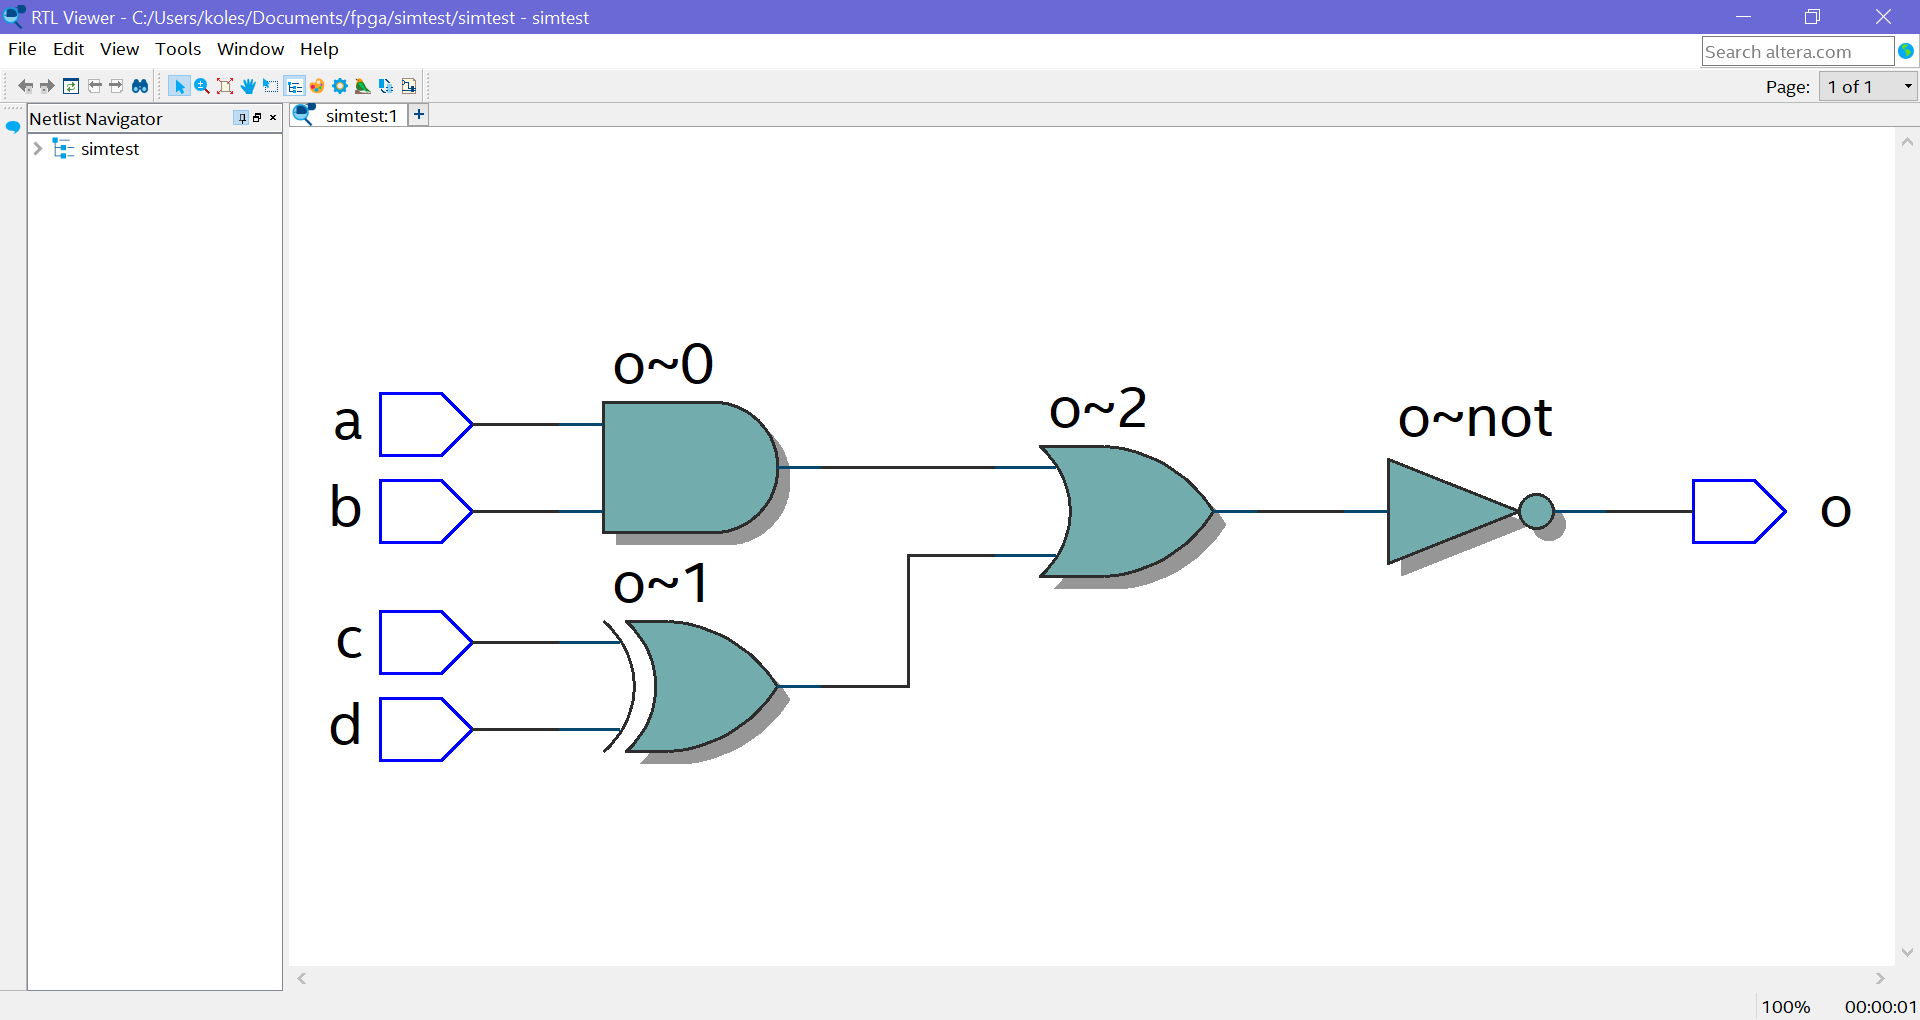 RTL Viewer - C:/Users/koles/Documents/fpga/simtest/simtest - simtest
File Edit View Tools Window Help
Search altera.com
Page: 1 of 1
Netlist Navigator
simtest:1 +
simtest
o~0
a
b
o~1
c
d
o~2
o~not
o
100% 00:00:01